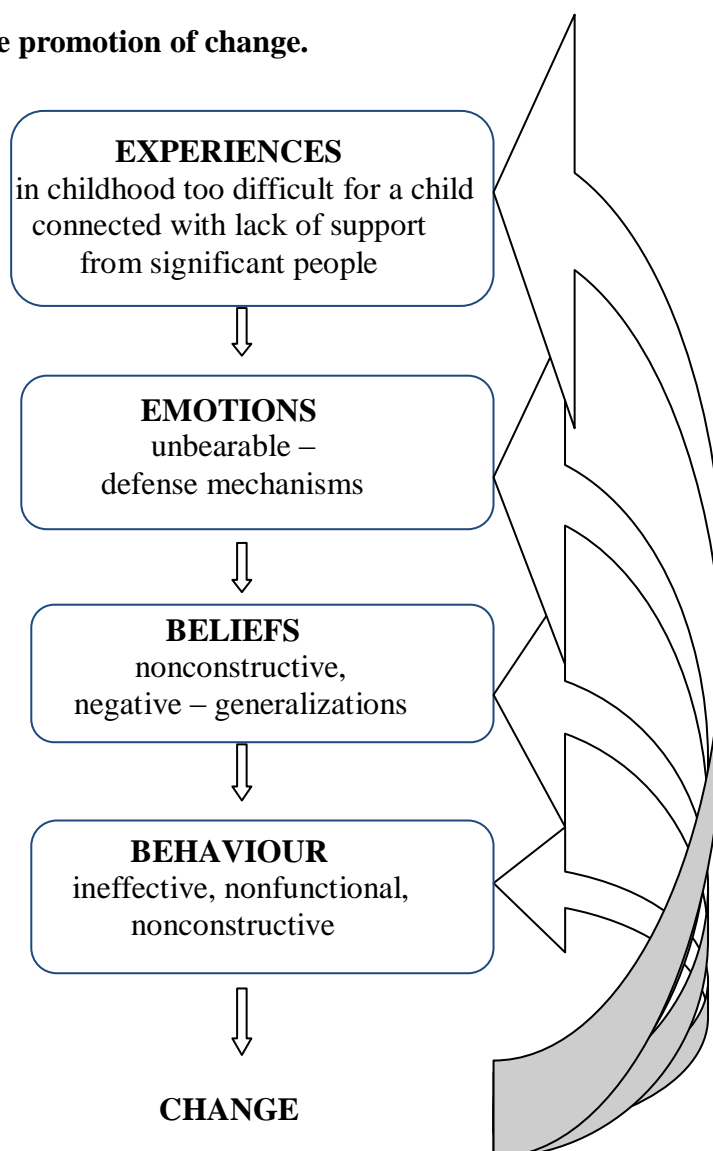 e promotion of change.
EXPERIENCES
in childhood too difficult for a child
connected with lack of support
from significant people
EMOTIONS
unbearable –
defense mechanisms
BELIEFS
nonconstructive,
negative – generalizations
BEHAVIOUR
ineffective, nonfunctional,
nonconstructive
CHANGE